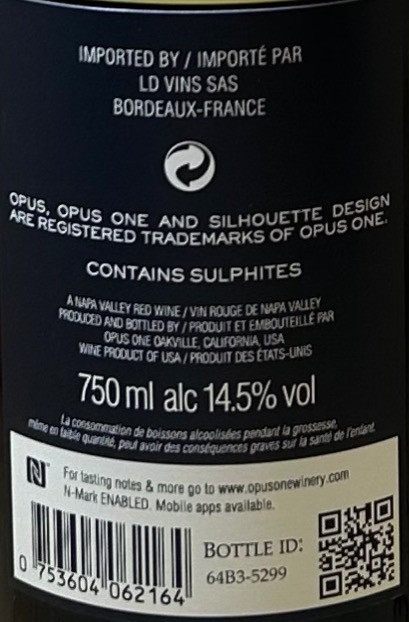 IMPORTED BY / IMPORTÉ PAR
LD VINS SAS
BORDEAUX-FRANCE
OPUS, OPUS ONE AND SILHOUETTE DESIGN
ARE REGISTERED TRADEMARKS OF OPUS ONE.
CONTAINS SULPHITES
A NAPA VALLEY RED WINE / VIN ROUGE DE NAPA VALLEY
PRODUCED AND BOTTLED BY / PRODUIT ET EMBOUTEILLÉ PAR
OPUS ONE OAKVILLE, CALIFORNIA, USA
WINE PRODUCT OF USA / PRODUIT DES ÉTATS-UNIS
750 ml alc 14.5% vol
La consommation de boissons alcoolisées pendant la grossesse,
même en faible quantité, peut avoir des conséquences graves sur la santé de l'enfant.
N
For tasting notes & more go to www.opusonewinery.com
N-Mark ENABLED. Mobile apps available.
BOTTLE ID:
64B3-5299
0 753604 062164